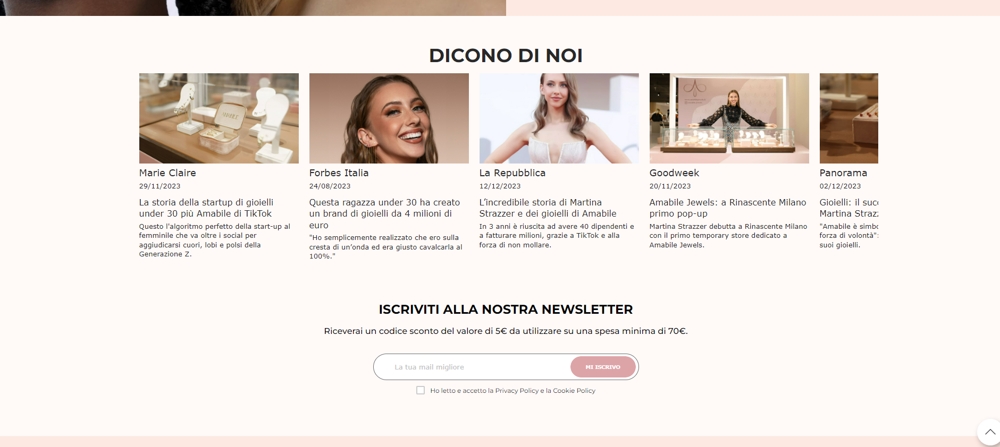 DICONO DI NOI
AMABILE
Marie Claire
29/11/2023
La storia della startup di gioielli
under 30 più Amabile di TikTok
Questo l'algoritmo perfetto della start-up al
femminile che va oltre i social per
aggiudicarsi cuori, lobi e polsi della
Generazione Z.
Forbes Italia
24/08/2023
Questa ragazza under 30 ha creato
un brand di gioielli da 4 milioni di
euro
"Ho semplicemente realizzato che ero sulla
cresta di un’onda ed era giusto cavalcarla al
100%."
La Repubblica
12/12/2023
L’incredibile storia di Martina
Strazzer e dei gioielli di Amabile
In 3 anni è riuscita ad avere 40 dipendenti e
a fatturare milioni, grazie a TikTok e alla
forza di non mollare.
Goodweek
20/11/2023
Amabile Jewels: a Rinascente Milano
primo pop-up
Martina Strazzer debutta a Rinascente Milano
con il primo temporary store dedicato a
Amabile Jewels.
Panorama
02/12/2023
Gioielli: il
Martina
"Amabile è
forza di volontà":
suoi gioielli.
ISCRIVITI ALLA NOSTRA NEWSLETTER
Riceverai un codice sconto del valore di 5€ da utilizzare su una spesa minima di 70€.
La tua mail migliore
MI ISCRIVO
Ho letto e accetto la Privacy Policy e la Cookie Policy